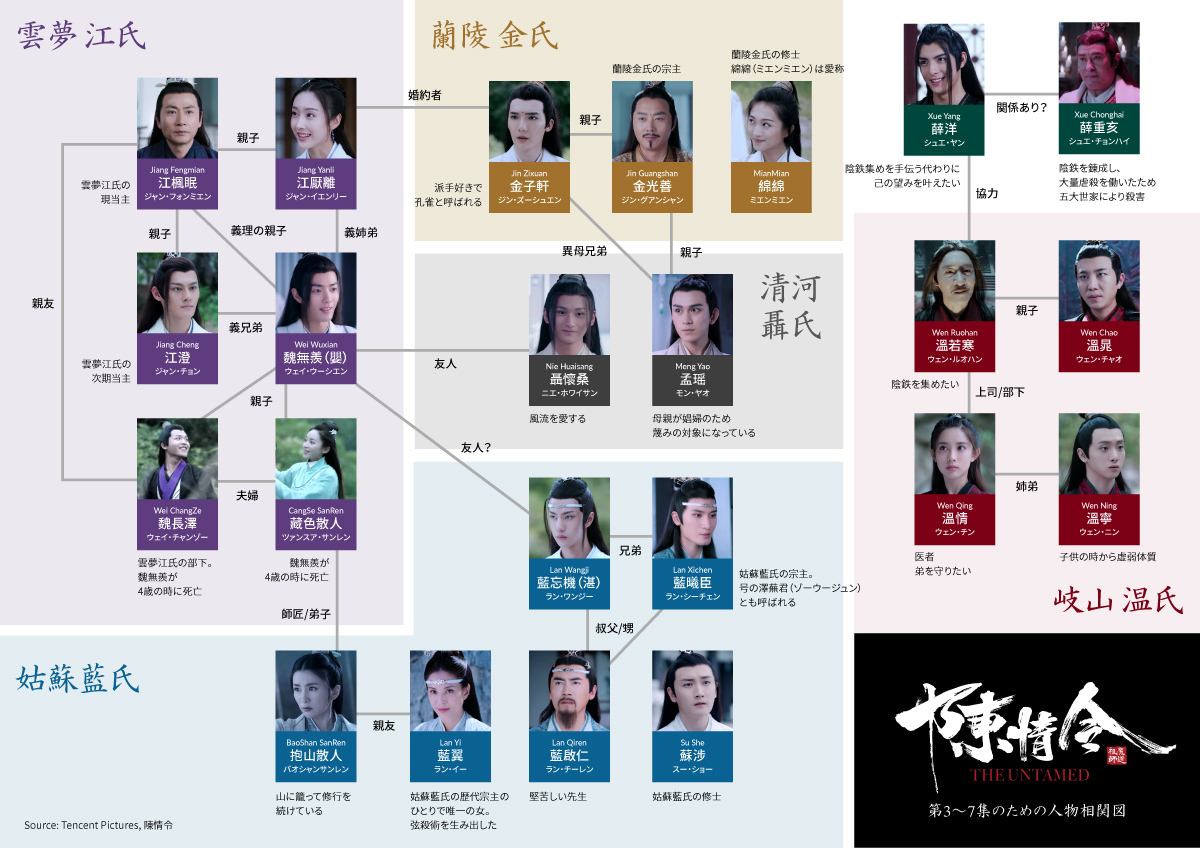 雲夢 江氏
Jiang Fengmian
江楓眠
ジャン・フォンミエン
雲夢江氏の
現当主
親子
Jiang Yanli
江厭離
ジャン・イエンリー
親子
義理の親子
義姉弟
親友
Jiang Cheng
江澄
ジャン・チョン
雲夢江氏の
次期当主
義兄弟
Wei Wuxian
魏無羨（嬰）
ウェイ・ウーシエン
親子
Wei ChangZe
魏長澤
ウェイ・チャンゾー
雲夢江氏の部下。
魏無羨が
4歳の時に死亡
夫婦
CangSe SanRen
藏色散人
ツァンスア・サンレン
魏無羨が
4歳の時に死亡
師匠/弟子
婚約者
蘭陵 金氏
Jin Zixuan
金子軒
ジン・ズーシュエン
派手好きで
孔雀と呼ばれる
親子
蘭陵金氏の宗主
Jin Guangshan
金光善
ジン・グアンシャン
蘭陵金氏の修士
綿綿（ミエンミエン）は愛称
MianMian
綿綿
ミエンミエン
異母兄弟
親子
清河
聶氏
友人
Nie Huaisang
聶懷桑
ニエ・ホワイサン
風流を愛する
Meng Yao
孟瑶
モン・ヤオ
母親が娼婦のため
蔑みの対象になっている
友人？
姑蘇 藍氏
Lan Wangji
藍忘機（湛）
ラン・ワンジー
兄弟
Lan Xichen
藍曦臣
ラン・シーチェン
姑蘇藍氏の宗主。
号の澤蕪君（ゾーウージュン）
とも呼ばれる
叔父/甥
BaoShan SanRen
抱山散人
バオシャンサンレン
山に籠って修行を
続けている
親友
Lan Yi
藍翼
ラン・イー
姑蘇藍氏の歴代宗主の
ひとりで唯一の女。
弦殺術を生み出した
Lan Qiren
藍啟仁
ラン・チーレン
堅苦しい先生
Su She
蘇渉
スー・ショー
姑蘇藍氏の修士
Xue Yang
薛洋
シュエ・ヤン
陰鉄集めを手伝う代わりに
己の望みを叶えたい
関係あり？
Xue Chonghai
薛重亥
シュエ・チョンハイ
陰鉄を錬成し、
大量虐殺を働いたため
五大世家により殺害
協力
Wen Ruohan
溫若寒
ウェン・ルオハン
陰鉄を集めたい
親子
Wen Chao
溫晁
ウェン・チャオ
上司/部下
Wen Qing
溫情
ウェン・チン
医者
弟を守りたい
姉弟
Wen Ning
溫寧
ウェン・ニン
子供の時から虚弱体質
岐山 温氏
陳情令
魔道
祖師
THE UNTAMED
第3〜7集のための人物相関図
Source: Tencent Pictures, 陳情令